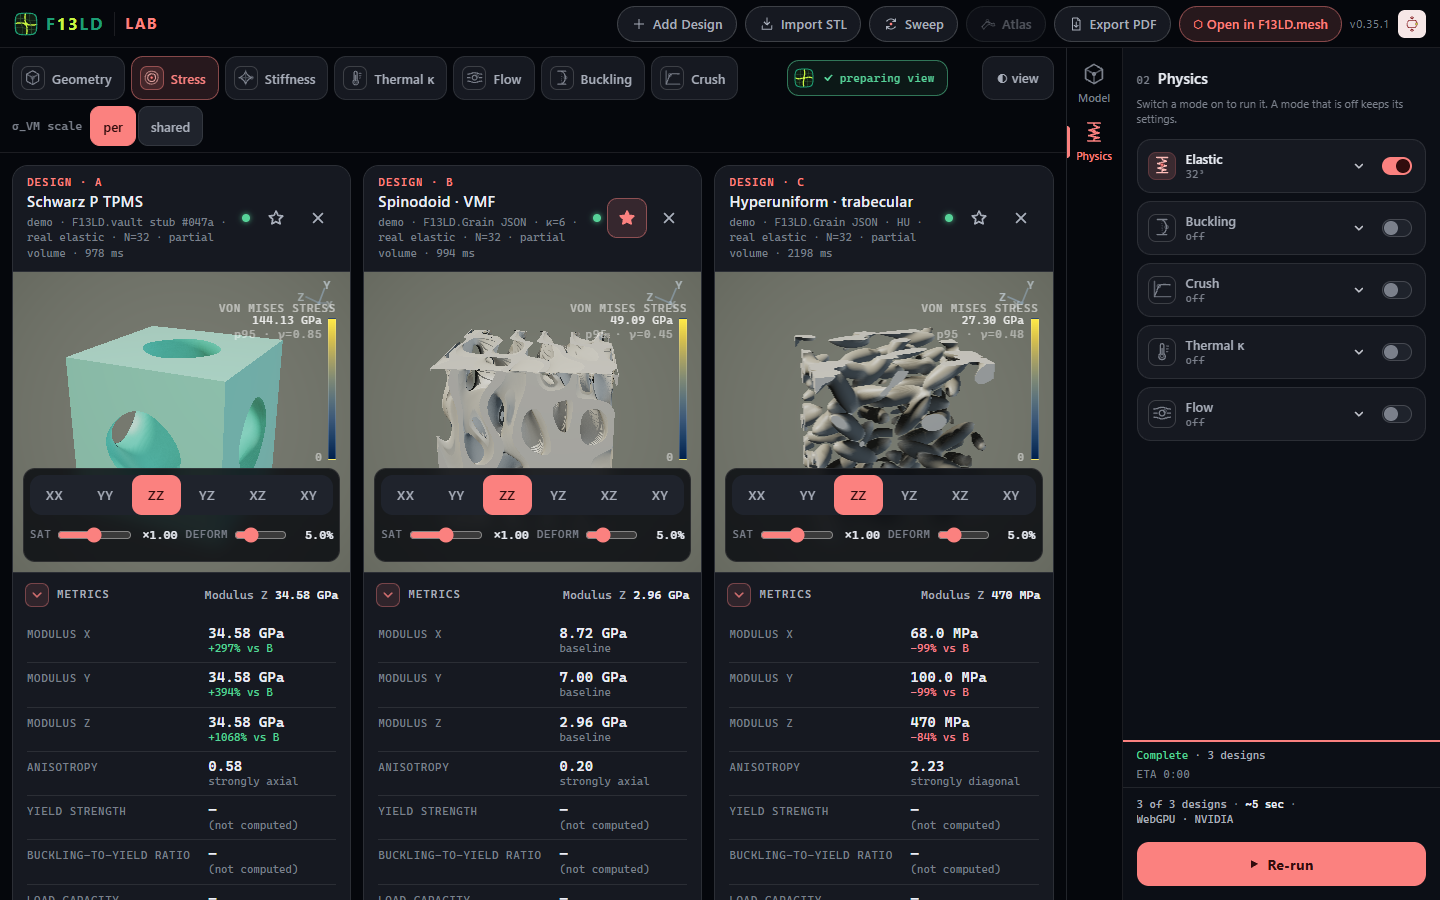 F13LD LAB
+ Add Design
Import STL
Sweep
Atlas
Export PDF
Open in F13LD.mesh
v0.35.1
Geometry
Stress
Stiffness
Thermal κ
Flow
Buckling
Crush
✓ preparing view
view
σ_VM scale
per
shared
Model
Physics
DESIGN · A
Schwarz P TPMS
demo · F13LD.vault stub #047a ·
real elastic · N=32 · partial
volume · 978 ms
Z
Y
VON MISES STRESS
144.13 GPa
p95 · γ=0.85
0
XX
YY
ZZ
YZ
XZ
XY
SAT
×1.00
DEFORM
5.0%
METRICS
Modulus Z 34.58 GPa
MODULUS X
34.58 GPa
+297% vs B
MODULUS Y
34.58 GPa
+394% vs B
MODULUS Z
34.58 GPa
+1068% vs B
ANISOTROPY
0.58
strongly axial
YIELD STRENGTH
—
(not computed)
BUCKLING-TO-YIELD RATIO
—
(not computed)
LOAD CAPACITY
DESIGN · B
Spinodoid · VMF
demo · F13LD.Grain JSON · κ=6 ·
real elastic · N=32 · partial
volume · 994 ms
Z
Y
VON MISES STRESS
49.09 GPa
p95 · γ=0.45
0
XX
YY
ZZ
YZ
XZ
XY
SAT
×1.00
DEFORM
5.0%
METRICS
Modulus Z 2.96 GPa
MODULUS X
8.72 GPa
baseline
MODULUS Y
7.00 GPa
baseline
MODULUS Z
2.96 GPa
baseline
ANISOTROPY
0.20
strongly axial
YIELD STRENGTH
—
(not computed)
BUCKLING-TO-YIELD RATIO
—
(not computed)
LOAD CAPACITY
DESIGN · C
Hyperuniform · trabecular
demo · F13LD.Grain JSON · HU ·
real elastic · N=32 · partial
volume · 2198 ms
Z
Y
VON MISES STRESS
27.30 GPa
p95 · γ=0.48
0
XX
YY
ZZ
YZ
XZ
XY
SAT
×1.00
DEFORM
5.0%
METRICS
Modulus Z 470 MPa
MODULUS X
68.0 MPa
−99% vs B
MODULUS Y
100.0 MPa
−99% vs B
MODULUS Z
470 MPa
−84% vs B
ANISOTROPY
2.23
strongly diagonal
YIELD STRENGTH
—
(not computed)
BUCKLING-TO-YIELD RATIO
—
(not computed)
LOAD CAPACITY
02 Physics
Switch a mode on to run it. A mode that is off keeps its
settings.
Elastic
32³
Buckling
off
Crush
off
Thermal κ
off
Flow
off
Complete · 3 designs
ETA 0:00
3 of 3 designs · ~5 sec ·
WebGPU · NVIDIA
Re-run